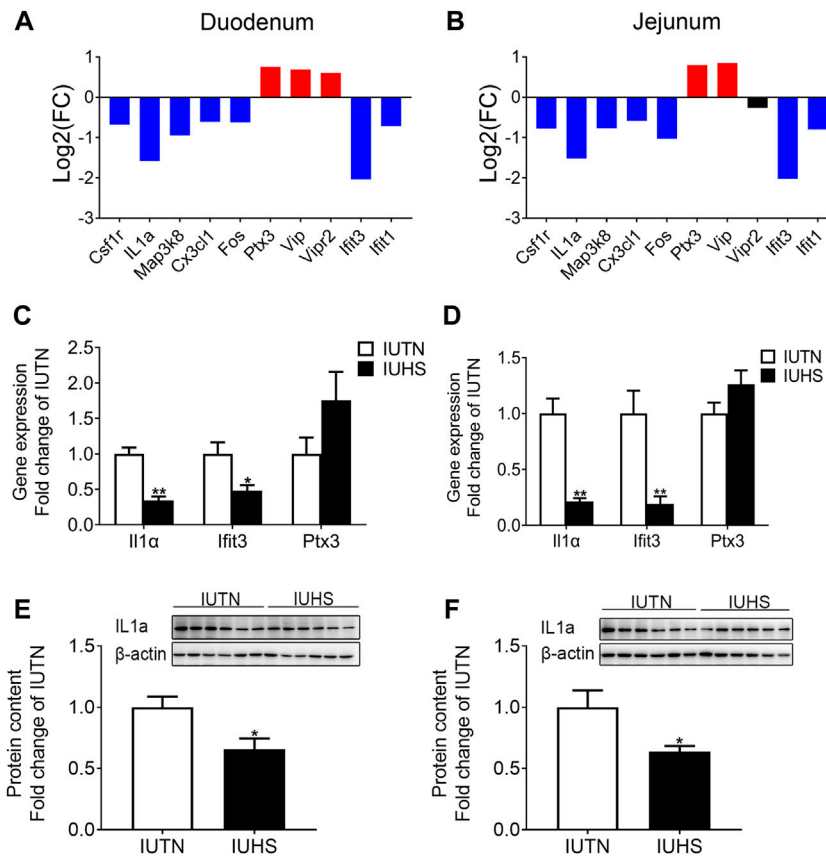 A Duodenum
Log2(FC)
1
0
-1
-2
-3
Csf1r IL1a Map3k8 Cx3cl1 Fos Ptx3 Vip Vipr2 Ifit3 Ifit1
B Jejunum
Log2(FC)
1
0
-1
-2
-3
Csf1r IL1a Map3k8 Cx3cl1 Fos Ptx3 Vip Vipr2 Ifit3 Ifit1
C
Gene expression
Fold change of IUTN
2.5
2.0
1.5
1.0
0.5
0.0
IUTN
IUHS
** *
Il1α Ifit3 Ptx3
D
Gene expression
Fold change of IUTN
1.5
1.0
0.5
0.0
IUTN
IUHS
** **
Il1α Ifit3 Ptx3
E
IUTN IUHS
IL1a
β-actin
Protein content
Fold change of IUTN
1.5
1.0
0.5
0.0
*
IUTN IUHS
F
IUTN IUHS
IL1a
β-actin
Protein content
Fold change of IUTN
1.5
1.0
0.5
0.0
*
IUTN IUHS